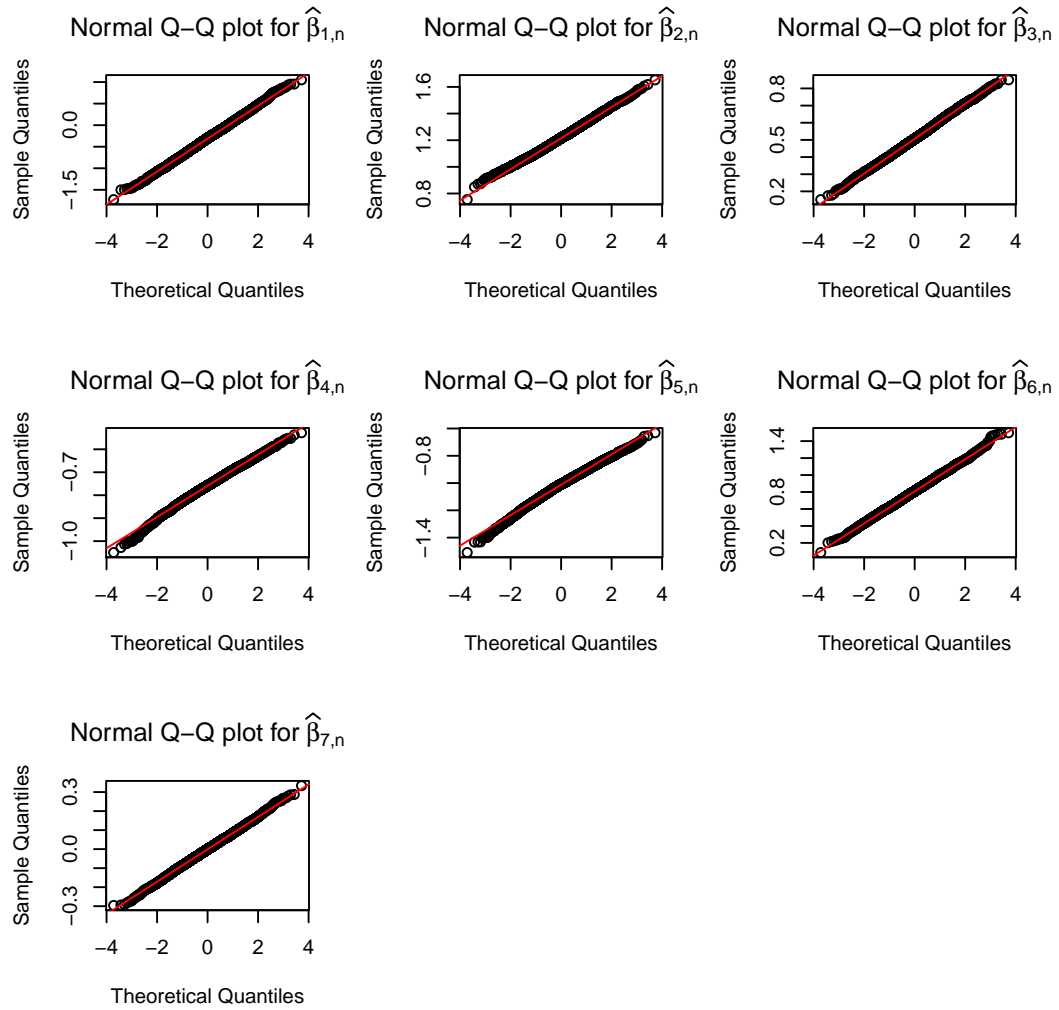 Normal Q−Q plot for β̂1,n
Sample Quantiles
−1.5 0.0
−4 −2 0 2 4
Theoretical Quantiles
Normal Q−Q plot for β̂2,n
Sample Quantiles
0.8 1.2 1.6
−4 −2 0 2 4
Theoretical Quantiles
Normal Q−Q plot for β̂3,n
Sample Quantiles
0.2 0.5 0.8
−4 −2 0 2 4
Theoretical Quantiles
Normal Q−Q plot for β̂4,n
Sample Quantiles
−1.0 −0.7
−4 −2 0 2 4
Theoretical Quantiles
Normal Q−Q plot for β̂5,n
Sample Quantiles
−1.4 −0.8
−4 −2 0 2 4
Theoretical Quantiles
Normal Q−Q plot for β̂6,n
Sample Quantiles
0.2 0.8 1.4
−4 −2 0 2 4
Theoretical Quantiles
Normal Q−Q plot for β̂7,n
Sample Quantiles
−0.3 0.0 0.3
−4 −2 0 2 4
Theoretical Quantiles